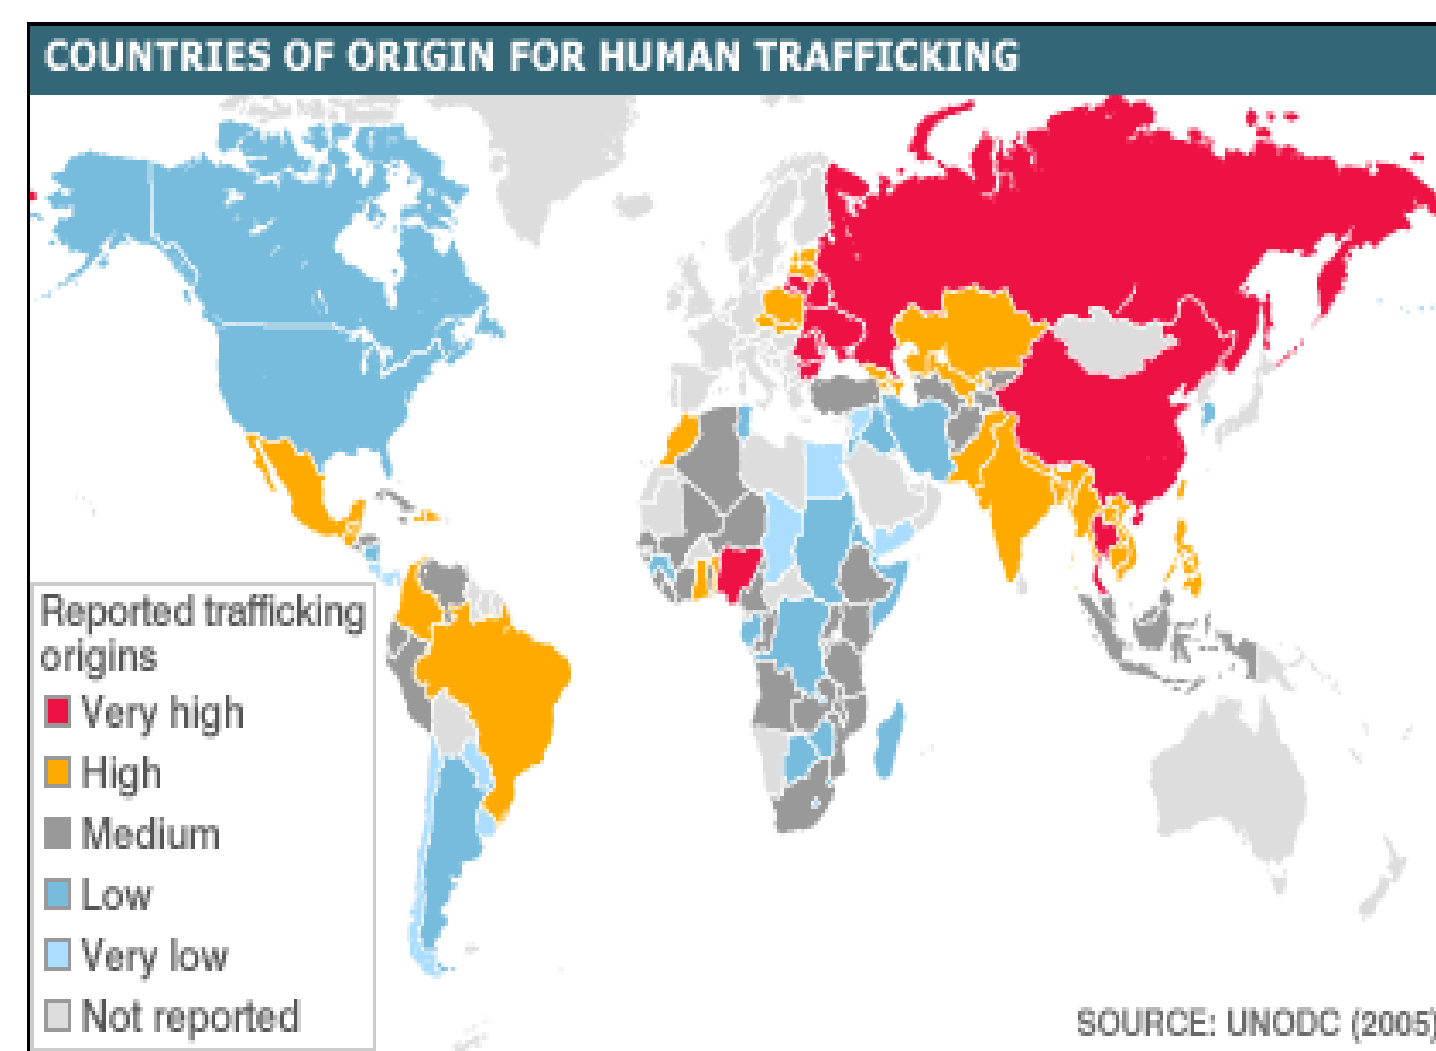 COUNTRIES OF ORIGIN FOR HUMAN TRAFFICKING
Reported trafficking
origins
Very high
High
Medium
Low
Very low
Not reported
SOURCE: UNODC (2005)